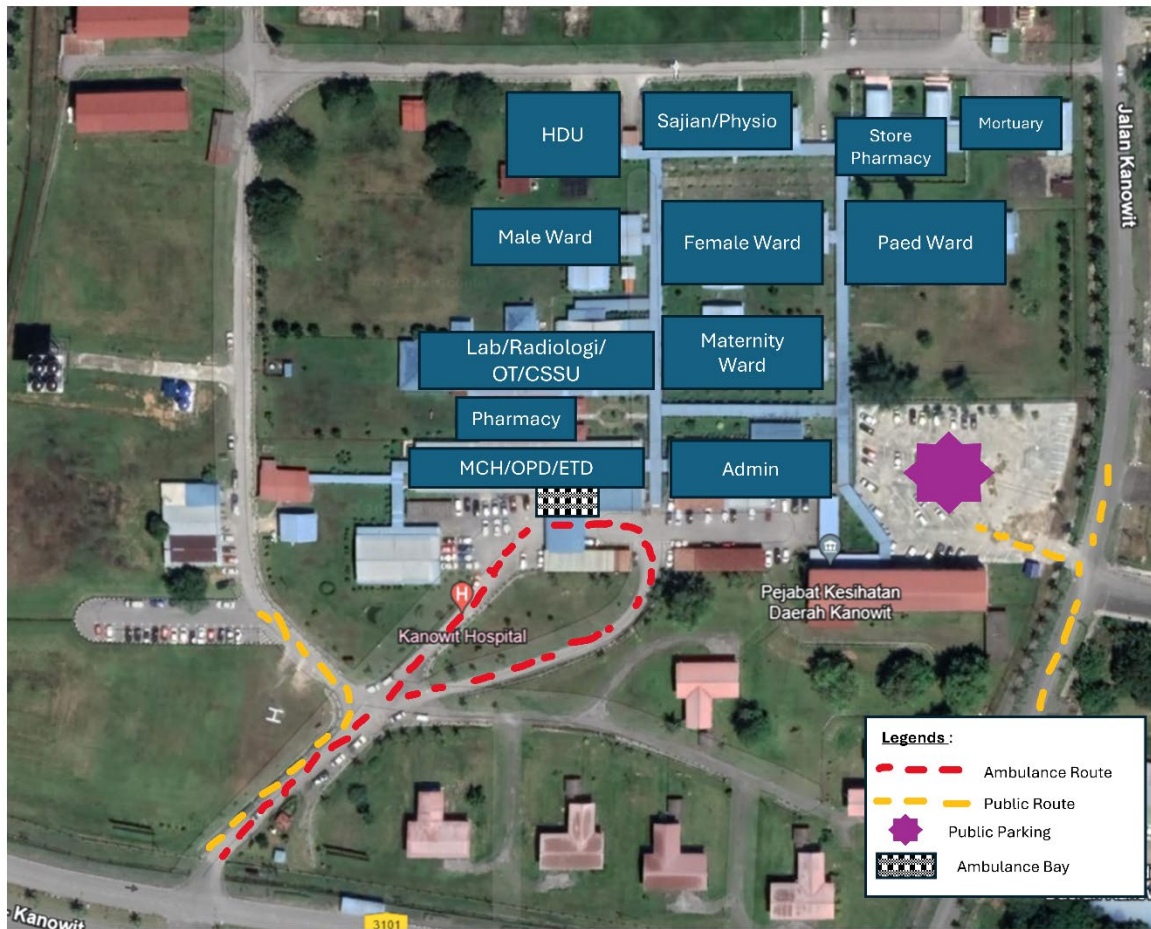 HDU
Sajian/Physio
Store
Pharmacy
Mortuary
Jalan Kanowit
Male Ward
Female Ward
Paed Ward
Lab/Radiologi/
OT/CSSU
Maternity
Ward
Pharmacy
MCH/OPD/ETD
Admin
H
Kanowit Hospital
Pejabat Kesihatan
Daerah Kanowit
H
Legends :
Ambulance Route
Public Route
Public Parking
Ambulance Bay
Kanowit
3101